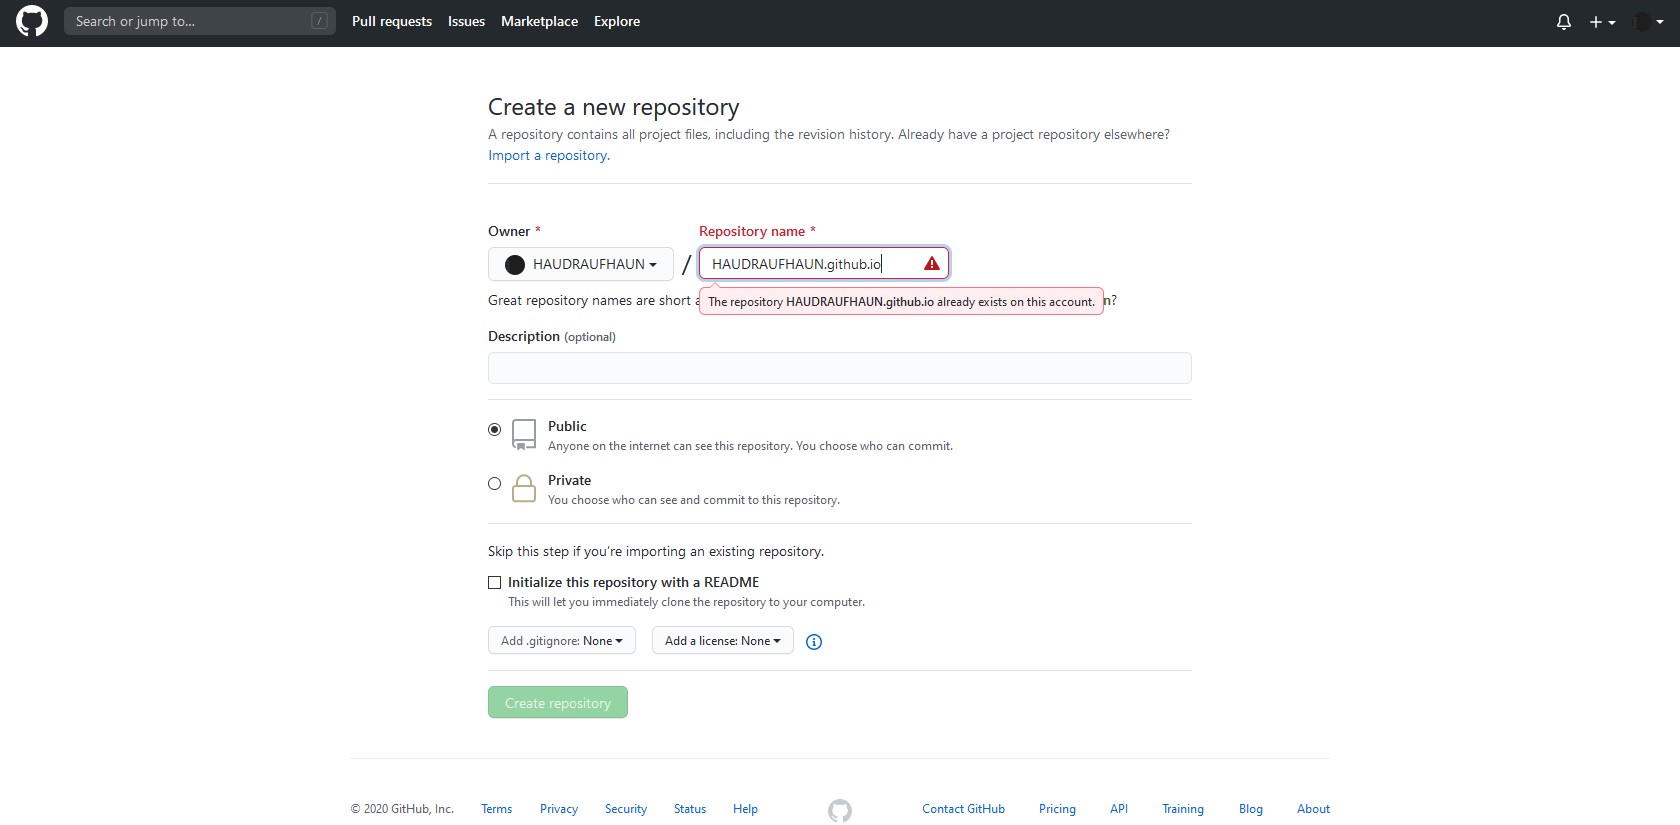 Search or jump to... / Pull requests Issues Marketplace Explore
Create a new repository
A repository contains all project files, including the revision history. Already have a project repository elsewhere?
Import a repository.
Owner * Repository name *
HAUDRAUFHAUN / HAUDRAUFHAUN.github.io
Great repository names are short a
The repository HAUDRAUFHAUN.github.io already exists on this account.
n?
Description (optional)
Public
Anyone on the internet can see this repository. You choose who can commit.
Private
You choose who can see and commit to this repository.
Skip this step if you’re importing an existing repository.
Initialize this repository with a README
This will let you immediately clone the repository to your computer.
Add .gitignore: None Add a license: None
Create repository
© 2020 GitHub, Inc. Terms Privacy Security Status Help Contact GitHub Pricing API Training Blog About